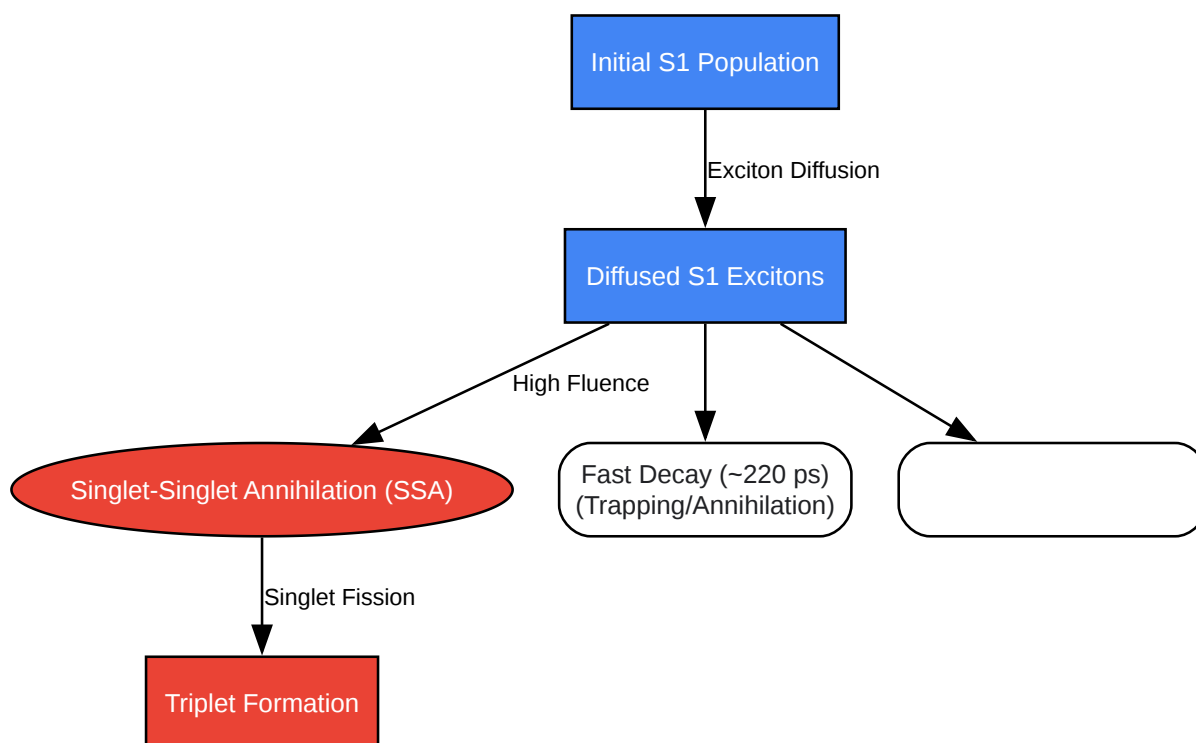 Initial S1 Population
Exciton Diffusion
Diffused S1 Excitons
High Fluence
Singlet-Singlet Annihilation (SSA)
Fast Decay (~220 ps)
(Trapping/Annihilation)
Singlet Fission
Triplet Formation